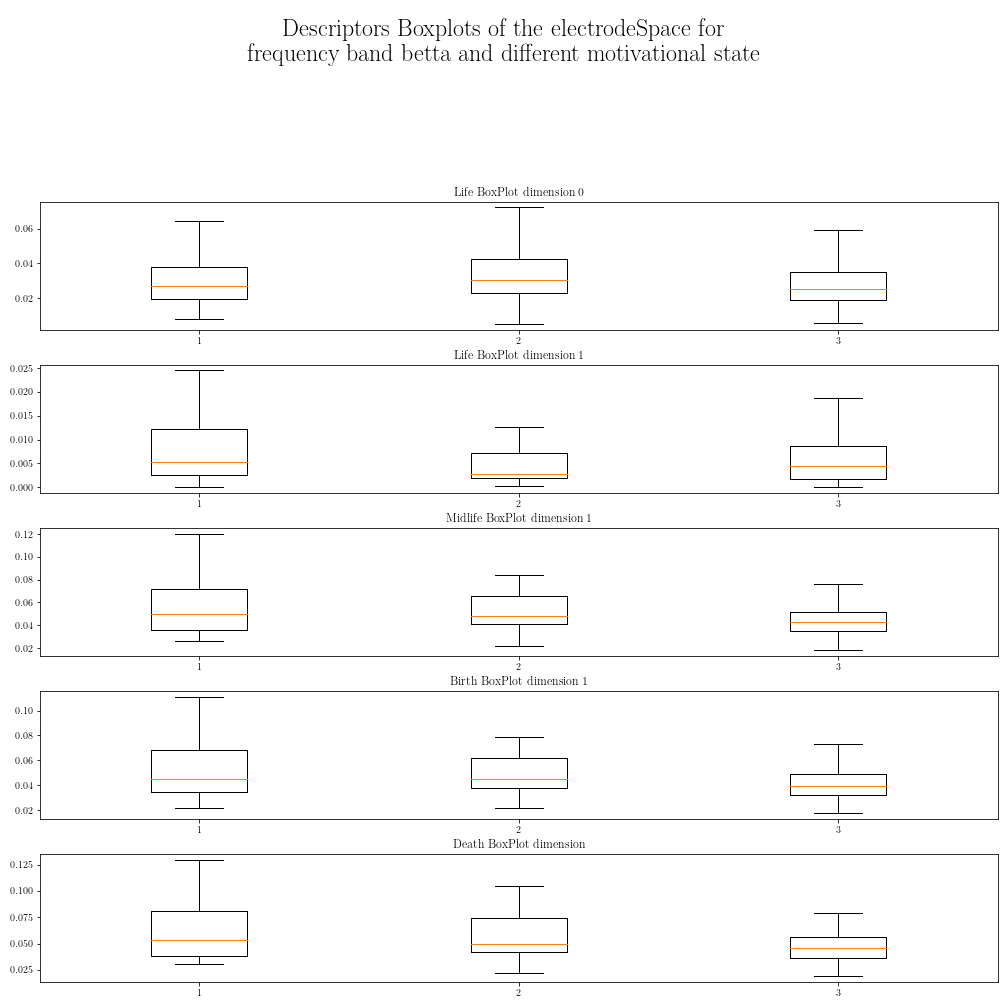 Descriptors Boxplots of the electrodeSpace for
frequency band betta and different motivational state
Life BoxPlot dimension 0
0.06
0.04
0.02
1 2 3
Life BoxPlot dimension 1
0.025
0.020
0.015
0.010
0.005
0.000
1 2 3
Midlife BoxPlot dimension 1
0.12
0.10
0.08
0.06
0.04
0.02
1 2 3
Birth BoxPlot dimension 1
0.10
0.08
0.06
0.04
0.02
1 2 3
Death BoxPlot dimension
0.125
0.100
0.075
0.050
0.025
1 2 3